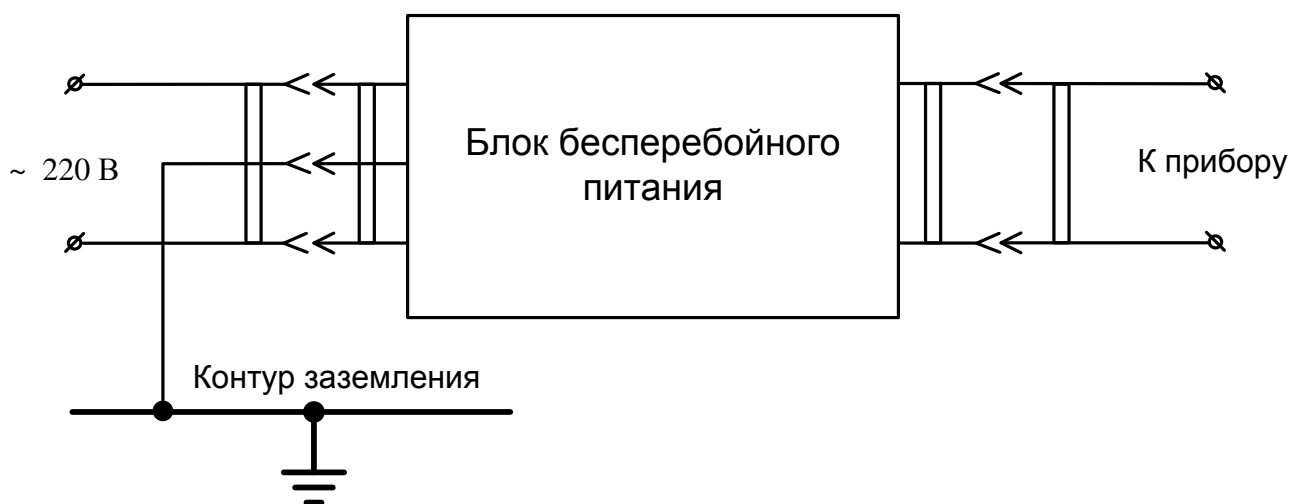 Блок бесперебойного
питания
~ 220 В
К прибору
Контур заземления